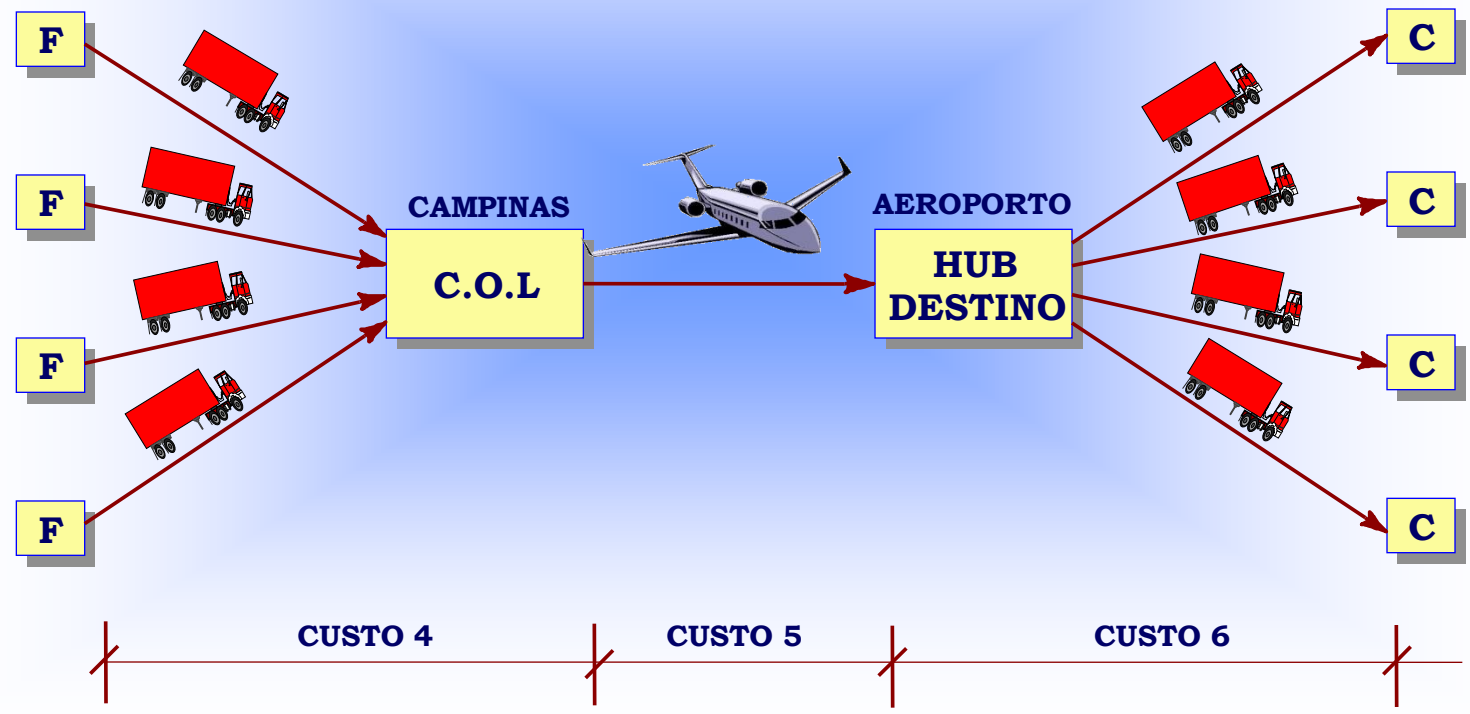 F
C
F
CAMPINAS
AEROPORTO
C
C.O.L
HUB
DESTINO
F
C
F
C
CUSTO 4
CUSTO 5
CUSTO 6